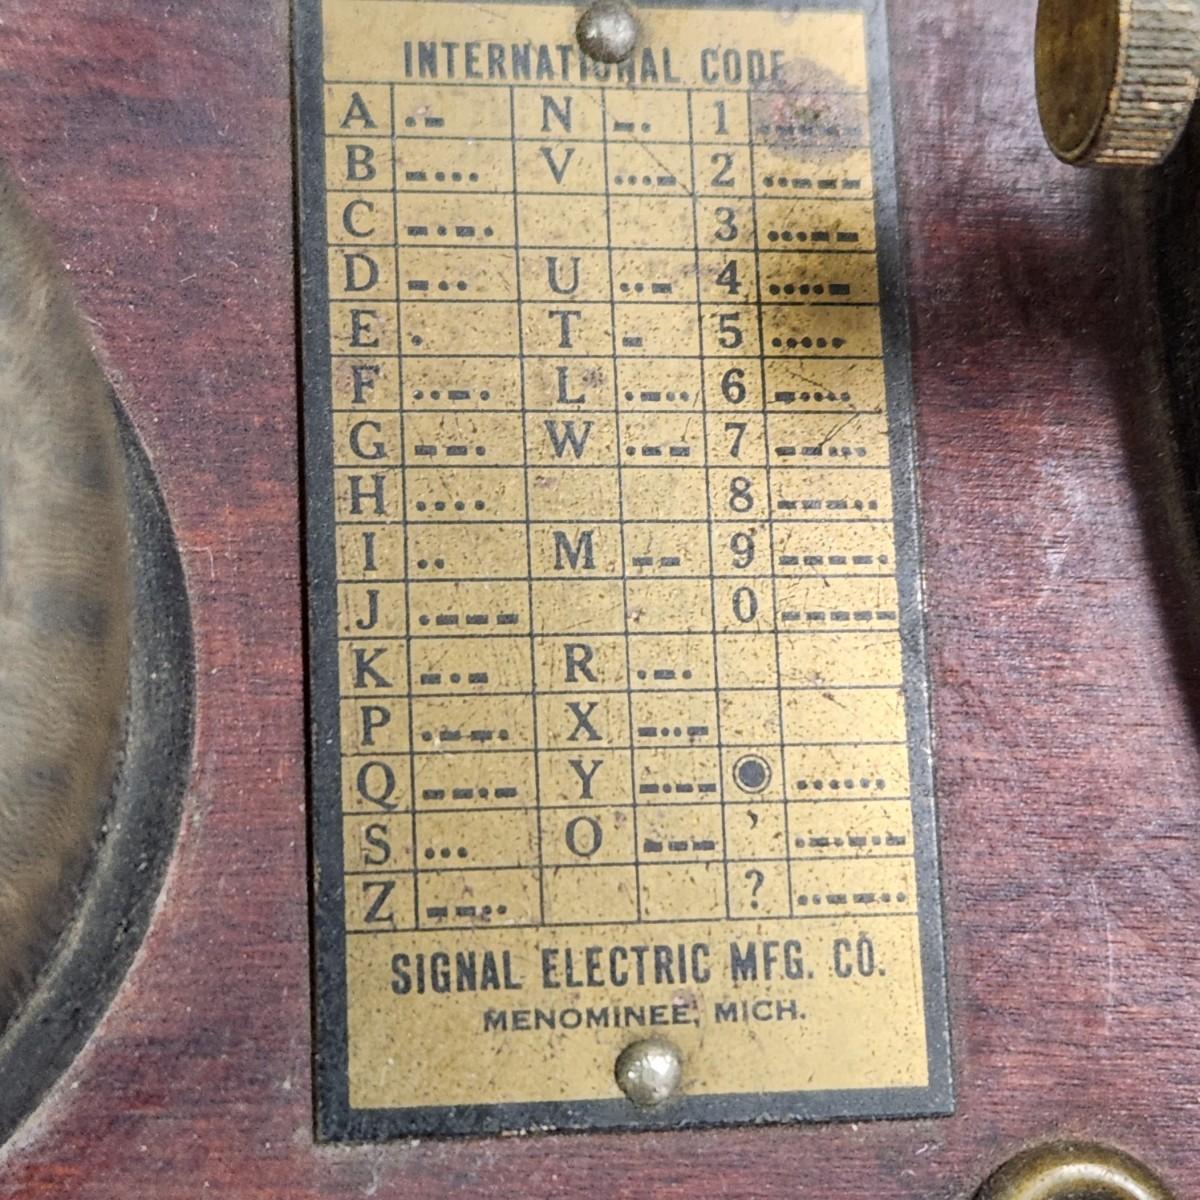 INTERNATIONAL CODE
A .- N -. 1 .----
B -... V ...- 2 ..---
C -.-. 3 ...--
D -.. U ..- 4 ....-
E . T - 5 .....
F ..-. L .-.. 6 -....
G --. W .-- 7 --...
H .... 8 ---..
I .. M -- 9 ----.
J .--- 0 -----
K -.- R .-.
P .--. X -..-
Q --.- Y -.-- ......
S ... O --- , .-.-.-
Z --.. ? ..--..
SIGNAL ELECTRIC MFG. CO.
MENOMINEE, MICH.